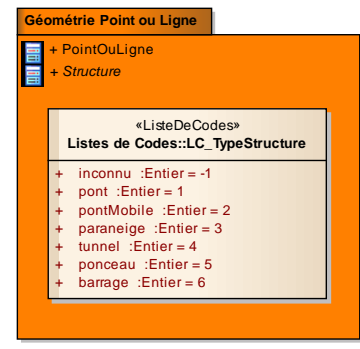 Géométrie Point ou Ligne
+ PointOuLigne
+ Structure
«ListeDeCodes»
Listes de Codes::LC_TypeStructure
+ inconnu :Entier = -1
+ pont :Entier = 1
+ pontMobile :Entier = 2
+ paraneige :Entier = 3
+ tunnel :Entier = 4
+ ponceau :Entier = 5
+ barrage :Entier = 6